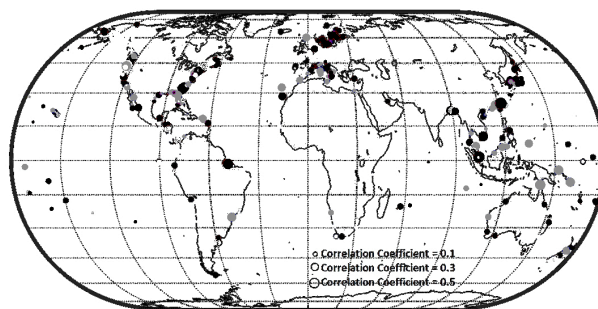 Correlation Coefficient = 0.1
Correlation Coefficient = 0.3
Correlation Coefficient = 0.5